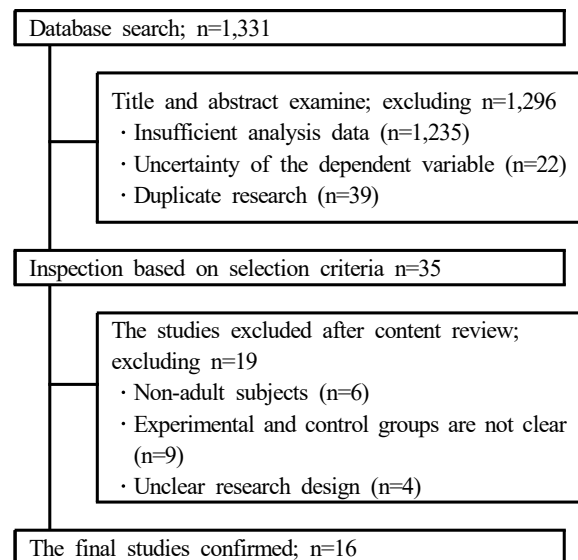 Database search; n=1,331
Title and abstract examine; excluding n=1,296
· Insufficient analysis data (n=1,235)
· Uncertainty of the dependent variable (n=22)
· Duplicate research (n=39)
Inspection based on selection criteria n=35
The studies excluded after content review;
excluding n=19
· Non-adult subjects (n=6)
· Experimental and control groups are not clear
(n=9)
· Unclear research design (n=4)
The final studies confirmed; n=16